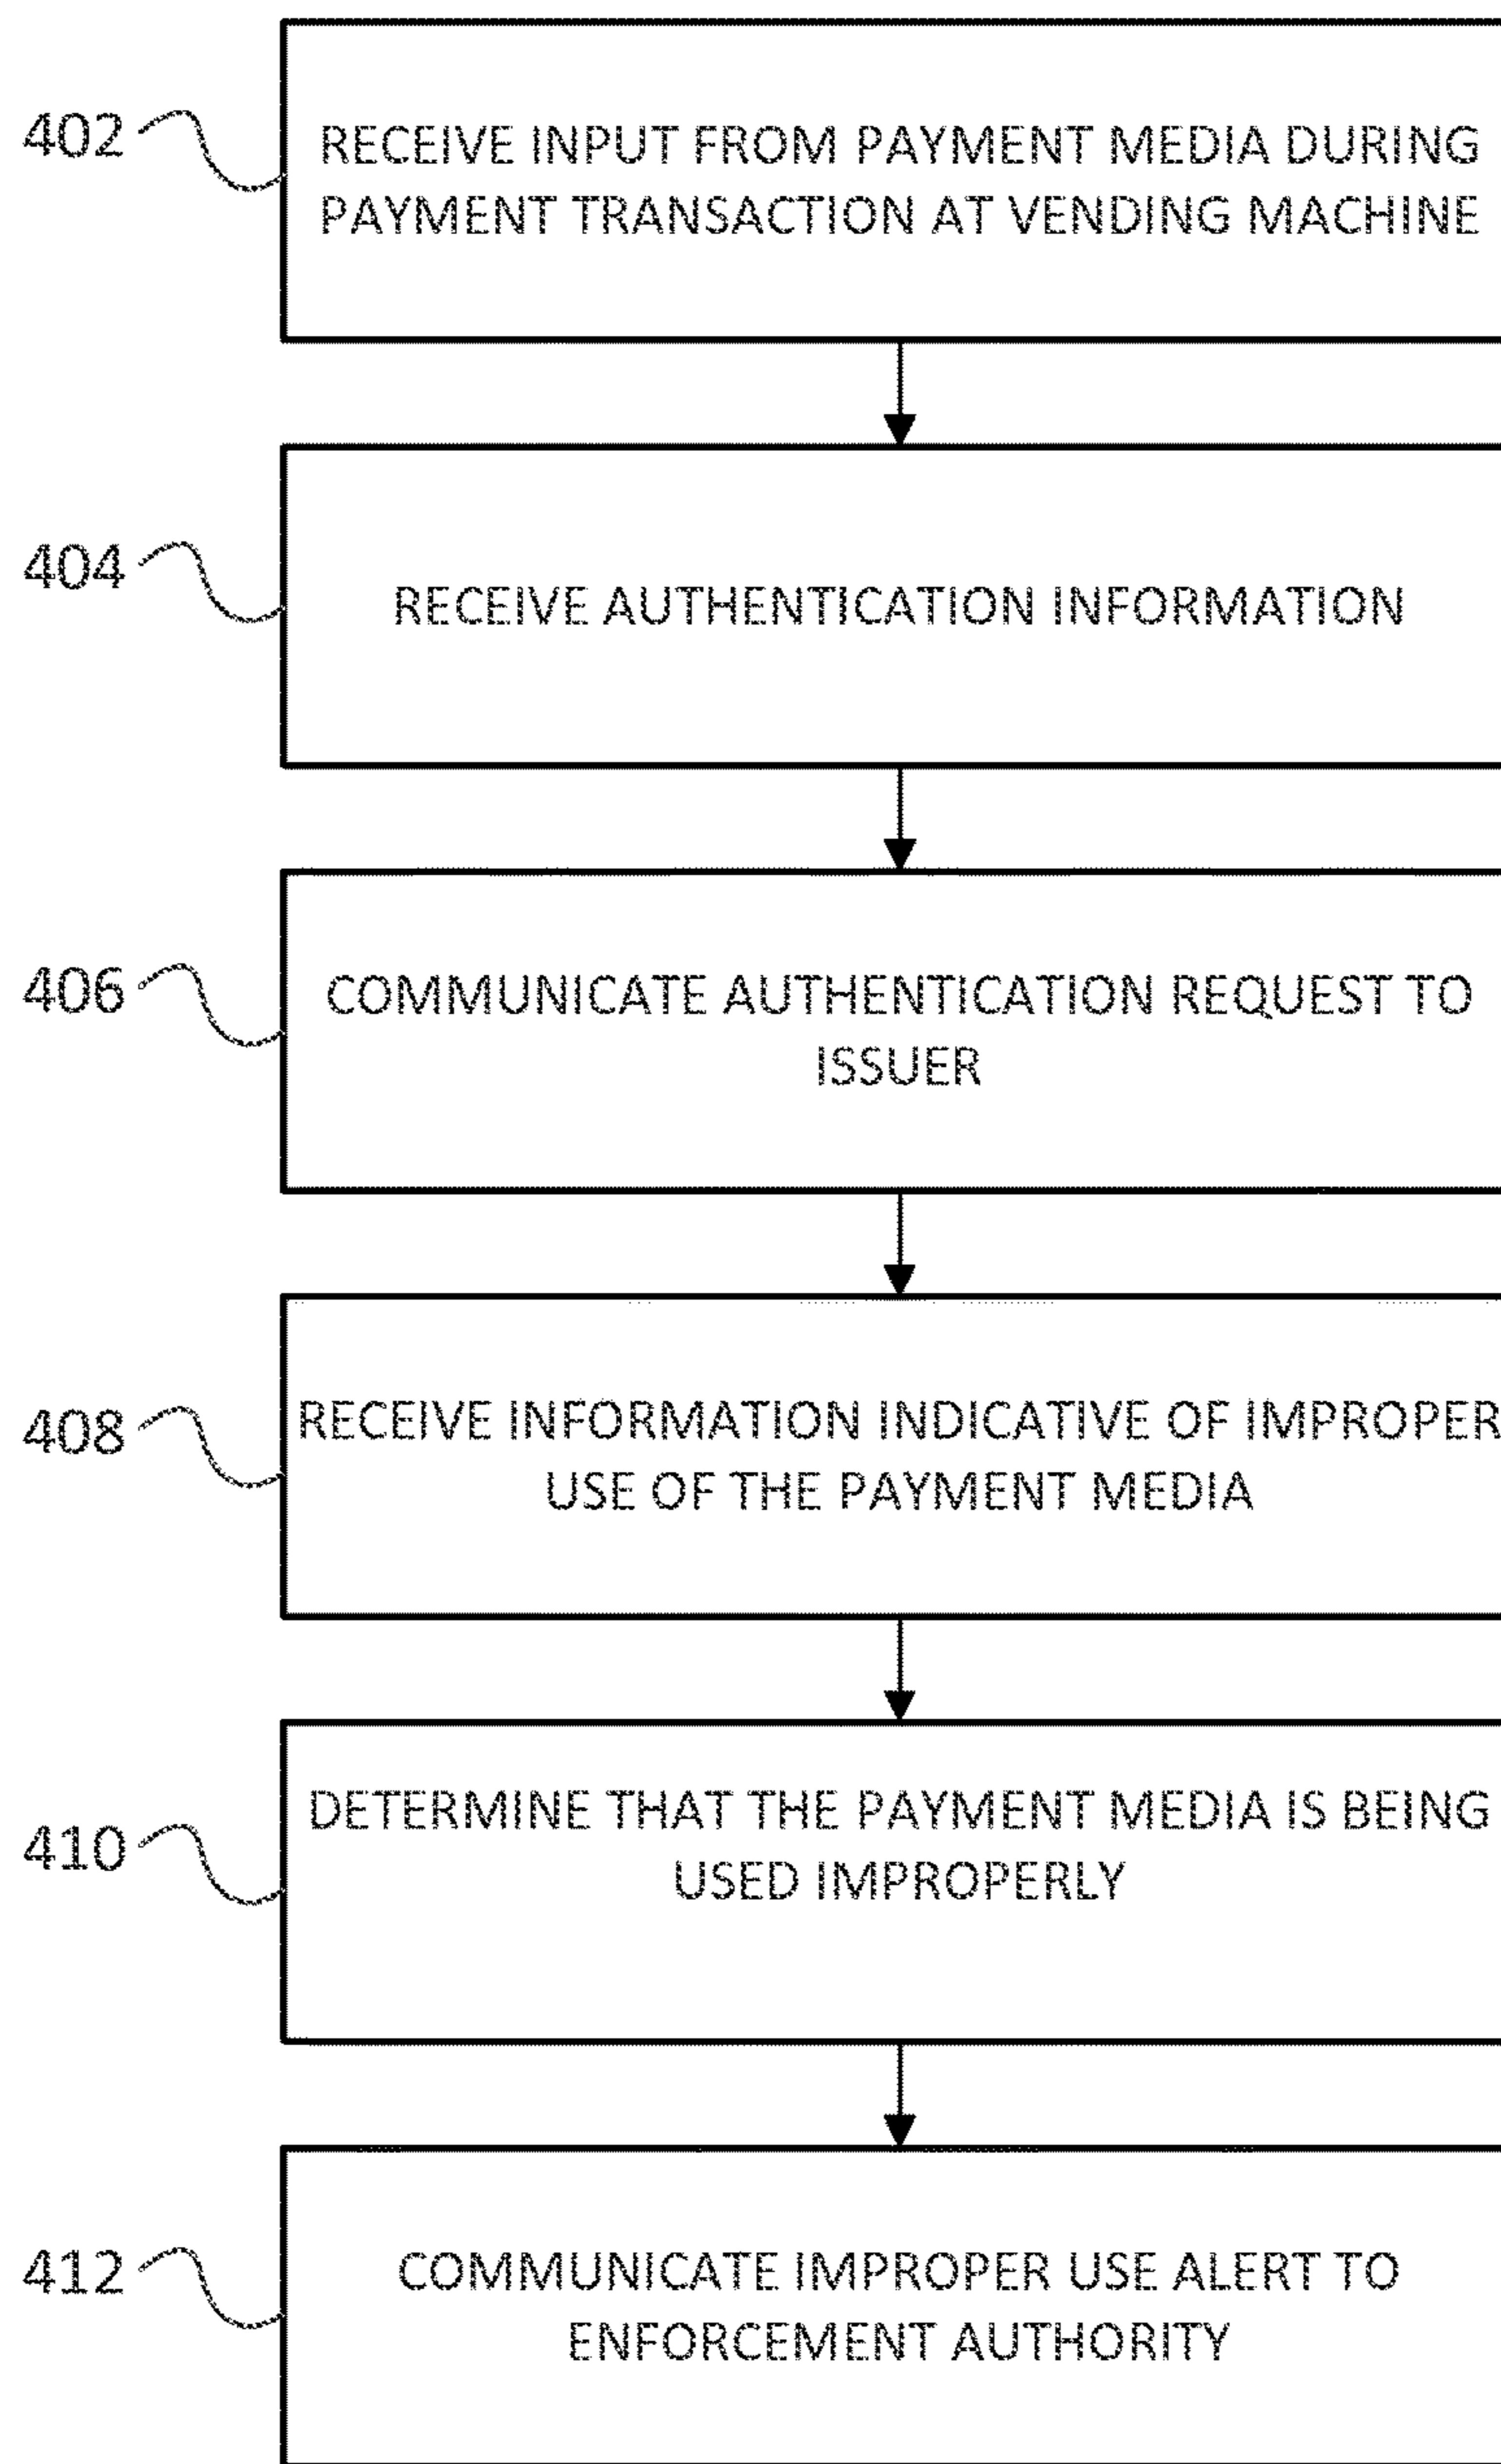 402
RECEIVE INPUT FROM PAYMENT MEDIA DURING
PAYMENT TRANSACTION AT VENDING MACHINE
404
RECEIVE AUTHENTICATION INFORMATION
406
COMMUNICATE AUTHENTICATION REQUEST TO
ISSUER
408
RECEIVE INFORMATION INDICATIVE OF IMPROPER
USE OF THE PAYMENT MEDIA
410
DETERMINE THAT THE PAYMENT MEDIA IS BEING
USED IMPROPERLY
412
COMMUNICATE IMPROPER USE ALERT TO
ENFORCEMENT AUTHORITY